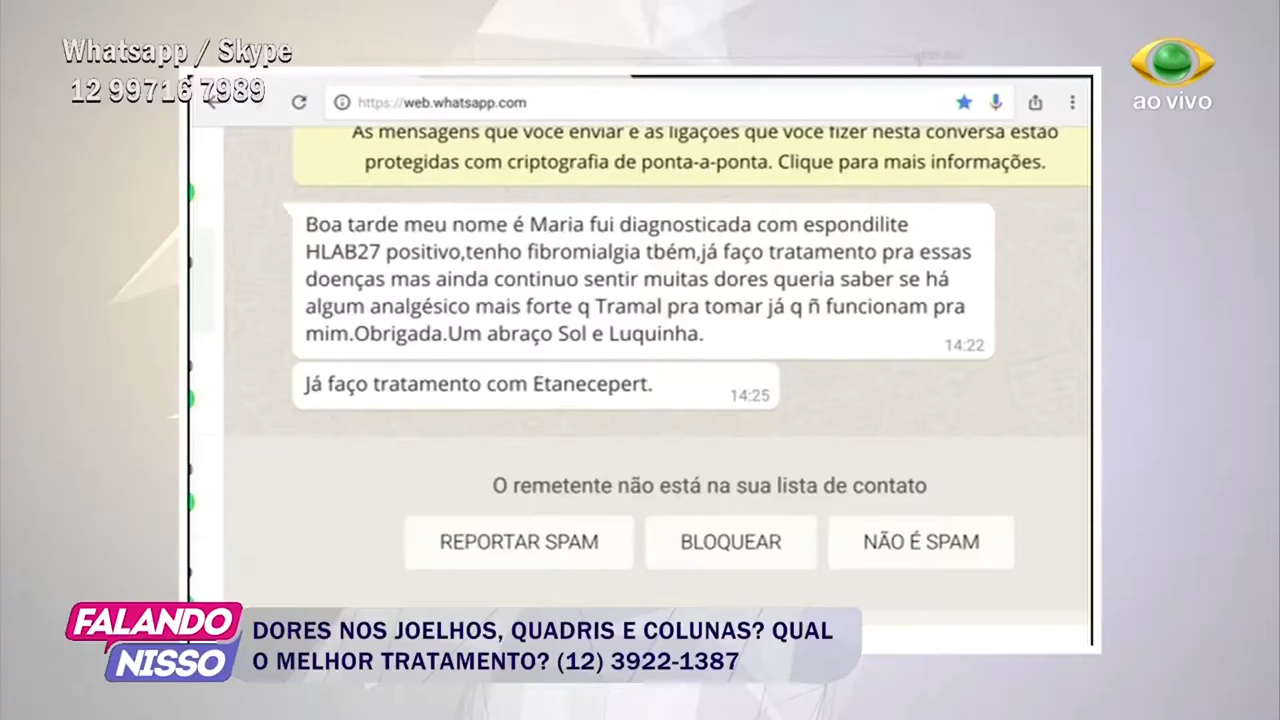 Whatsapp / Skype
12 99716 7989
ao vivo
https://web.whatsapp.com
As mensagens que você enviar e as ligações que você fizer nesta conversa estão
protegidas com criptografia de ponta-a-ponta. Clique para mais informações.
Boa tarde meu nome é Maria fui diagnosticada com espondilite
HLAB27 positivo,tenho fibromialgia tbém,já faço tratamento pra essas
doenças mas ainda continuo sentir muitas dores queria saber se há
algum analgésico mais forte q Tramal pra tomar já q ñ funcionam pra
mim.Obrigada.Um abraço Sol e Luquinha.
14:22
Já faço tratamento com Etanecepert.
14:25
O remetente não está na sua lista de contato
REPORTAR SPAM BLOQUEAR NÃO É SPAM
FALANDO
NISSO
DORES NOS JOELHOS, QUADRIS E COLUNAS? QUAL
O MELHOR TRATAMENTO? (12) 3922-1387